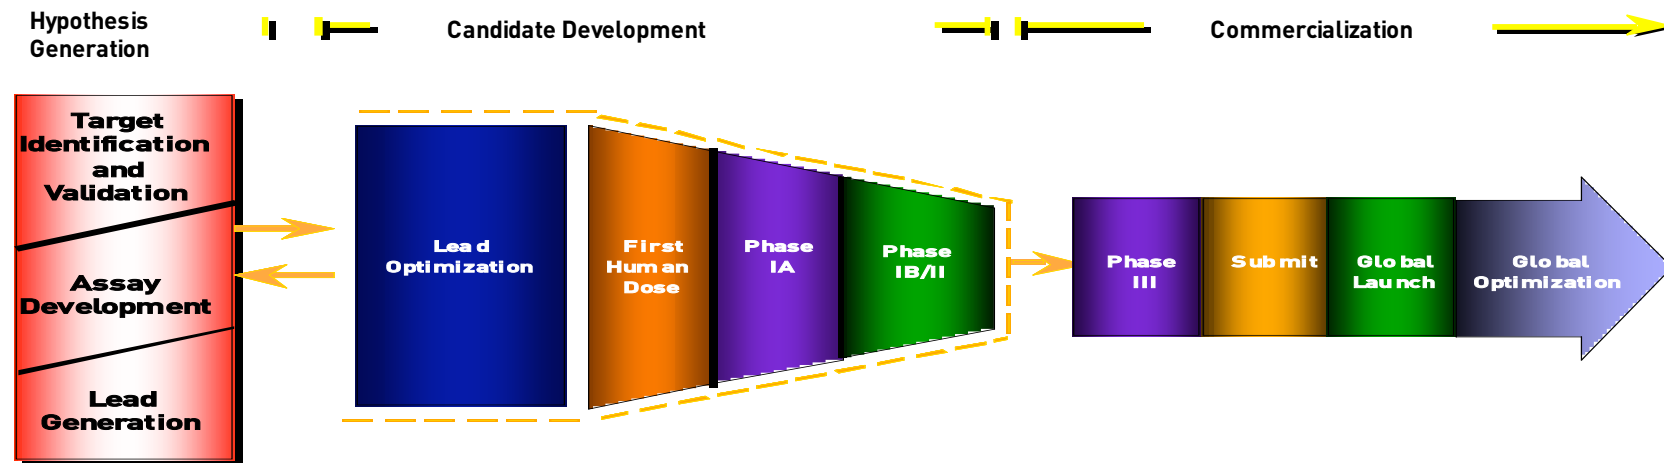 Hypothesis
Generation
Candidate Development
Commercialization
Target
Identification
and
Validation
Assay
Development
Lead
Generation
Lead
Optimization
First
Human
Dose
Phase
IA
Phase
IB/II
Phase
III
Submit
Global
Launch
Global
Optimization